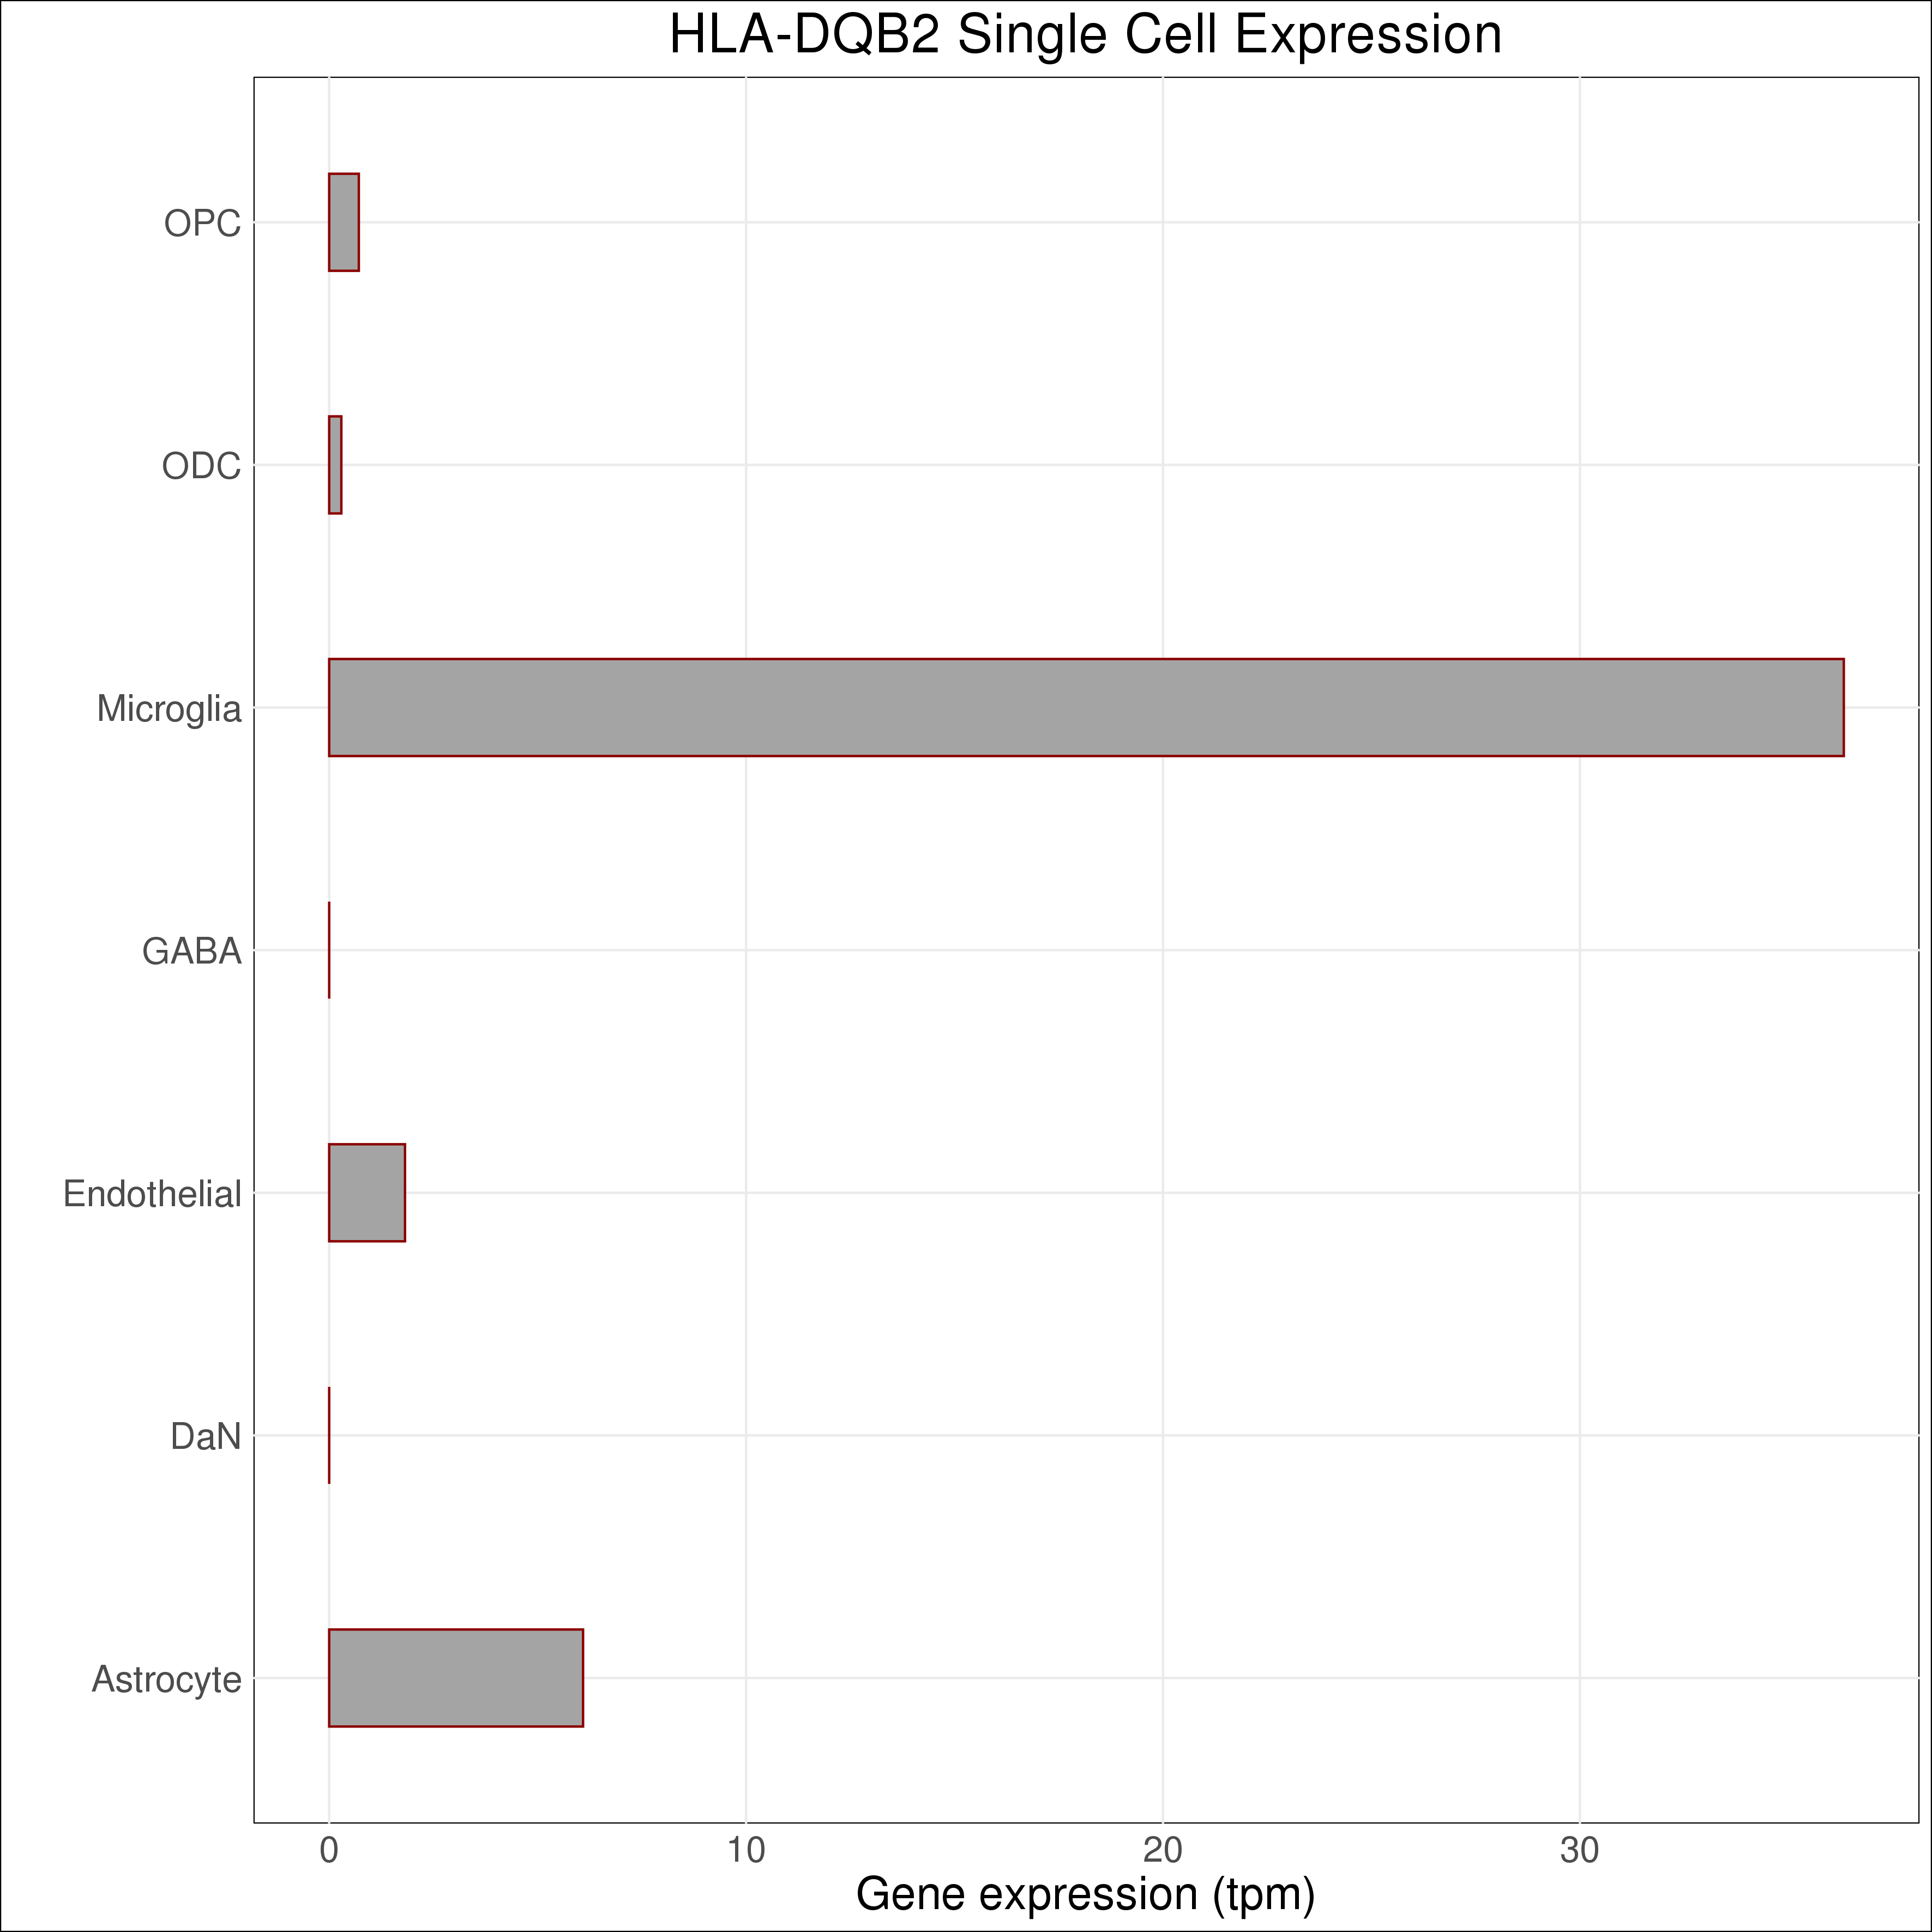 HLA-DQB2 Single Cell Expression
OPC
ODC
Microglia
GABA
Endothelial
DaN
Astrocyte
0 10 20 30
Gene expression (tpm)